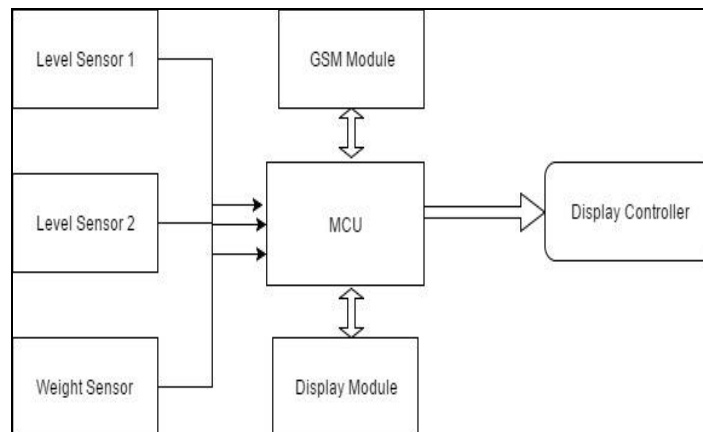 Level Sensor 1
GSM Module
Level Sensor 2
MCU
Display Controller
Weight Sensor
Display Module